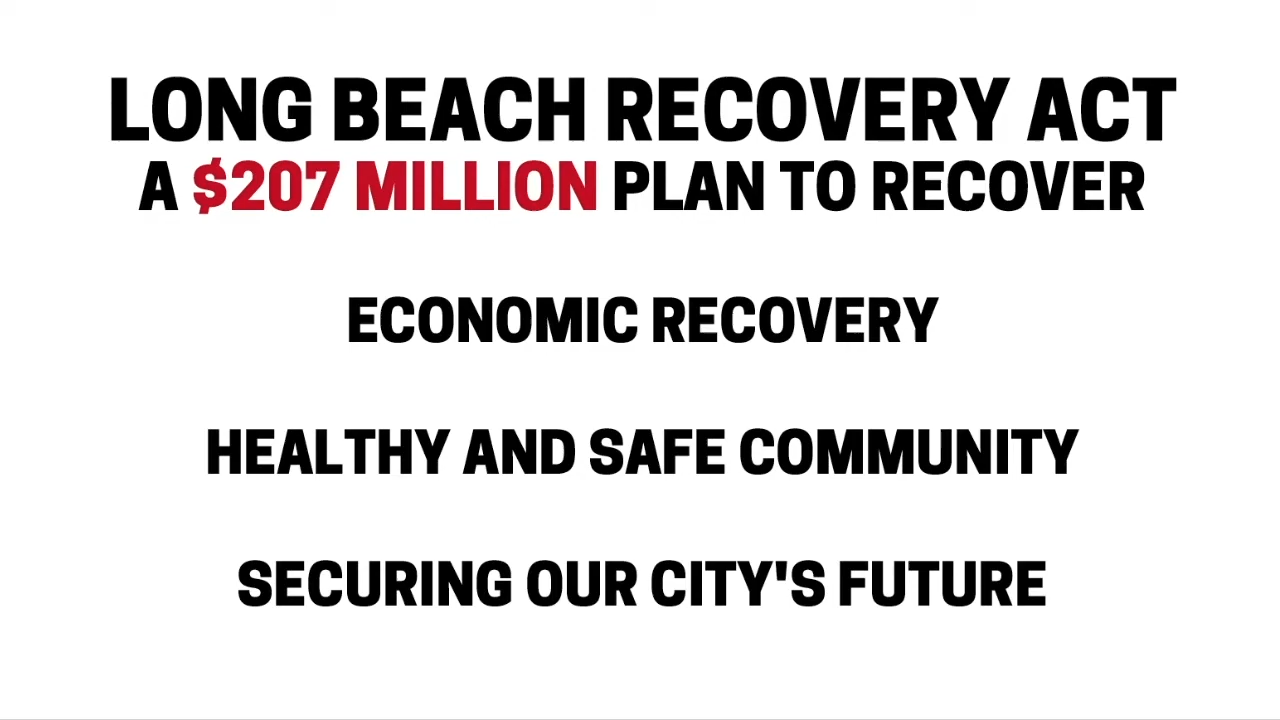 LONG BEACH RECOVERY ACT
A $207 MILLION PLAN TO RECOVER
ECONOMIC RECOVERY
HEALTHY AND SAFE COMMUNITY
SECURING OUR CITY'S FUTURE